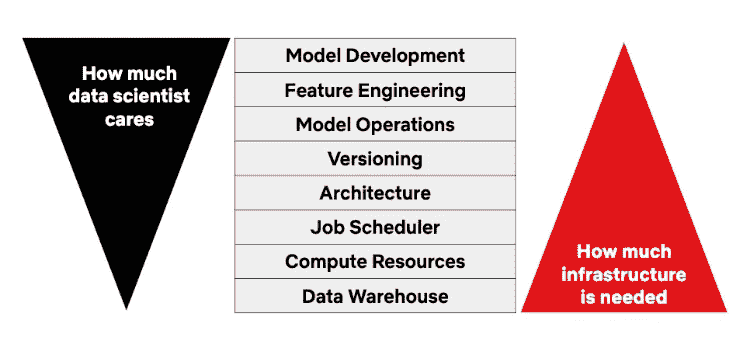 How much
data scientist
cares
Model Development
Feature Engineering
Model Operations
Versioning
Architecture
Job Scheduler
Compute Resources
Data Warehouse
How much
infrastructure
is needed